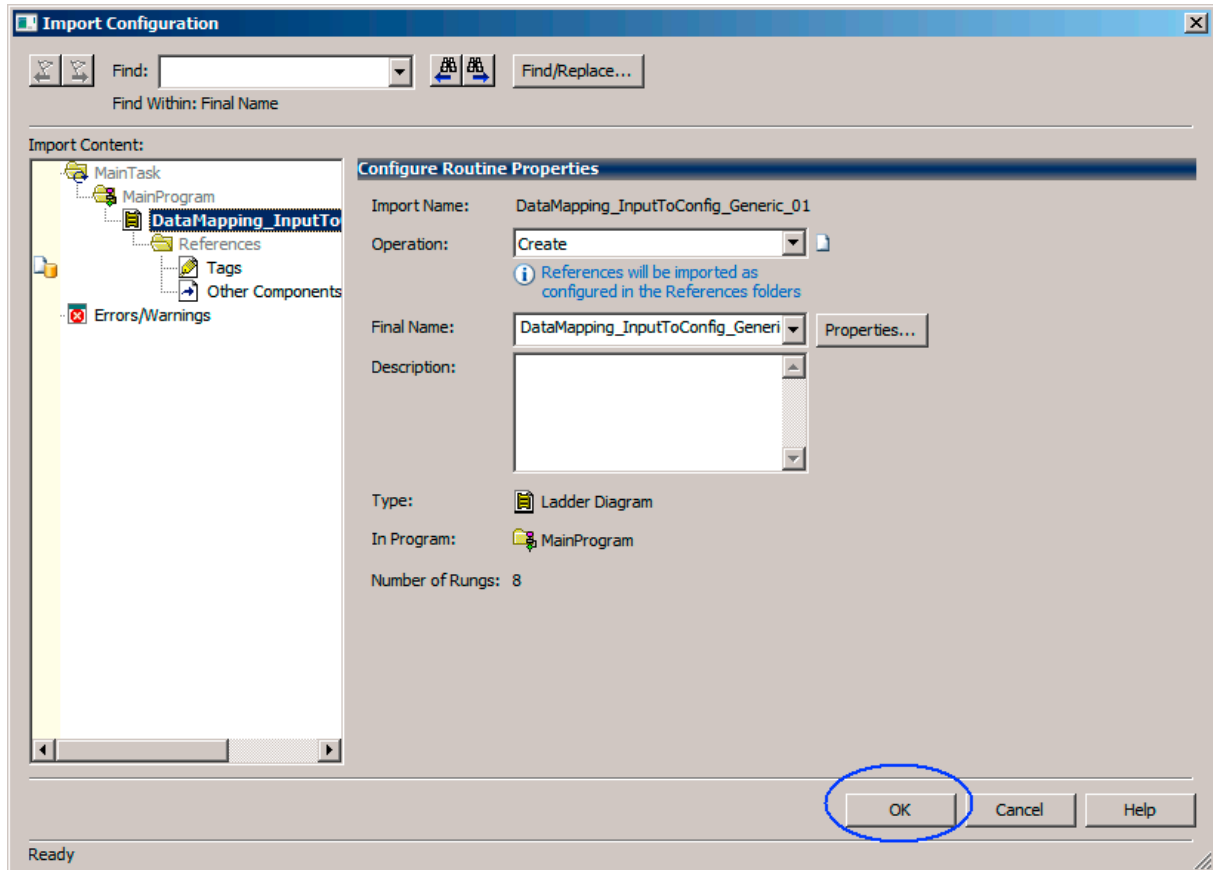 Import Configuration
Find:
Find/Replace...
Find Within: Final Name
Import Content:
MainTask
MainProgram
DataMapping_InputTo
References
Tags
Other Components
Errors/Warnings
Configure Routine Properties
Import Name: DataMapping_InputToConfig_Generic_01
Operation: Create
References will be imported as
configured in the References folders
Final Name: DataMapping_InputToConfig_Generi Properties...
Description:
Type: Ladder Diagram
In Program: MainProgram
Number of Rungs: 8
OK Cancel Help
Ready